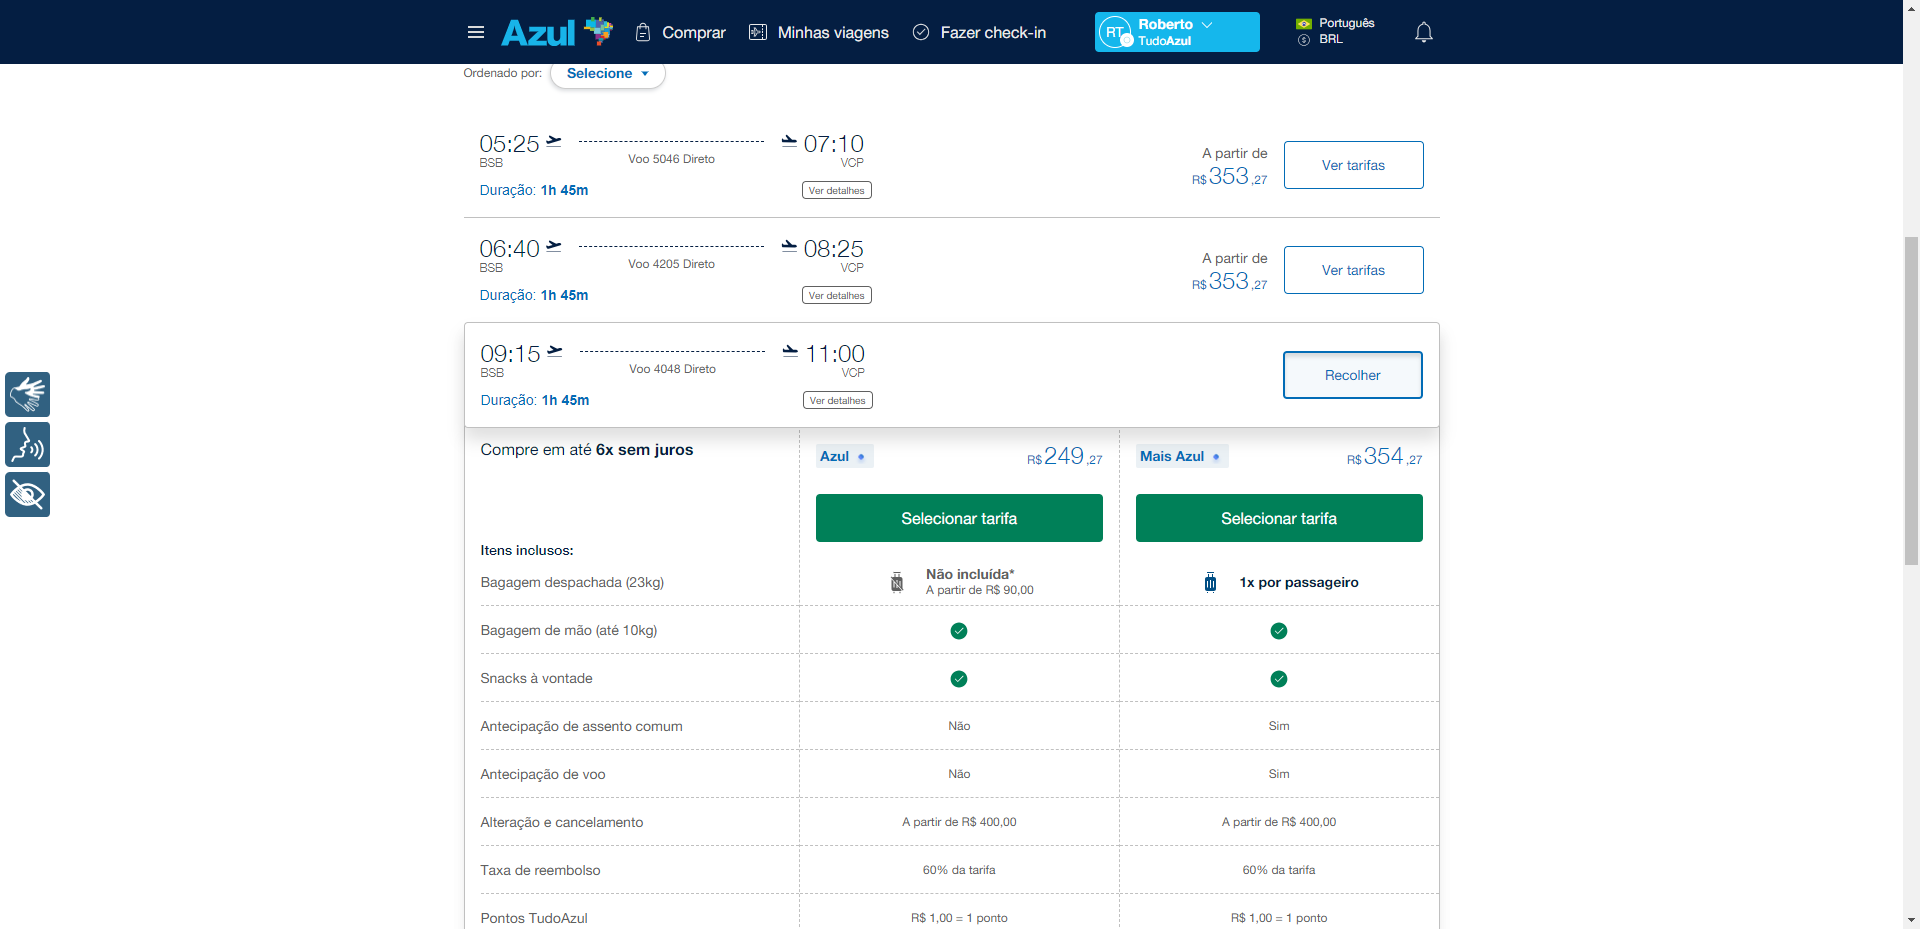 Azul
Comprar
Minhas viagens
Fazer check-in
RT
Roberto
TudoAzul
Português
BRL
Ordenado por:
Selecione
05:25
07:10
BSB
Voo 5046 Direto
VCP
Duração: 1h 45m
Ver detalhes
A partir de
R$353,27
Ver tarifas
06:40
08:25
BSB
Voo 4205 Direto
VCP
Duração: 1h 45m
Ver detalhes
A partir de
R$353,27
Ver tarifas
09:15
11:00
BSB
Voo 4048 Direto
VCP
Duração: 1h 45m
Ver detalhes
Recolher
Compre em até 6x sem juros
Azul
R$249,27
Mais Azul
R$354,27
Selecionar tarifa
Selecionar tarifa
Itens inclusos:
Bagagem despachada (23kg)
Não incluída*
A partir de R$ 90,00
1x por passageiro
Bagagem de mão (até 10kg)
Snacks à vontade
Antecipação de assento comum
Não
Sim
Antecipação de voo
Não
Sim
Alteração e cancelamento
A partir de R$ 400,00
A partir de R$ 400,00
Taxa de reembolso
60% da tarifa
60% da tarifa
Pontos TudoAzul
R$ 1,00 = 1 ponto
R$ 1,00 = 1 ponto